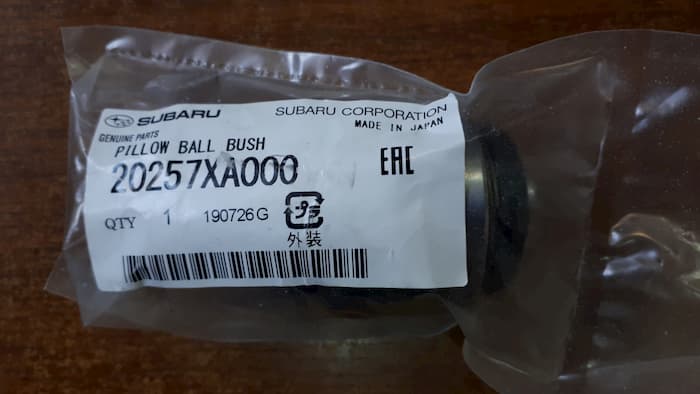 SUBARU SUBARU CORPORATION
GENUINE PARTS MADE IN JAPAN
PILLOW BALL BUSH
20257XA000 EAC
QTY 1 190726G プラ
外装